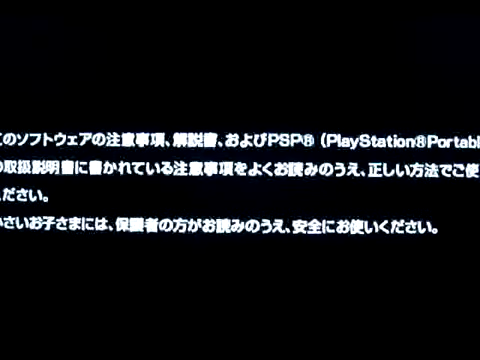 このソフトウェアの注意事項、解説書、およびPSP®（PlayStation®Portabl
の取扱説明書に書かれている注意事項をよくお読みのうえ、正しい方法でご使
ください。
小さいお子さまには、保護者の方がお読みのうえ、安全にお使いください。